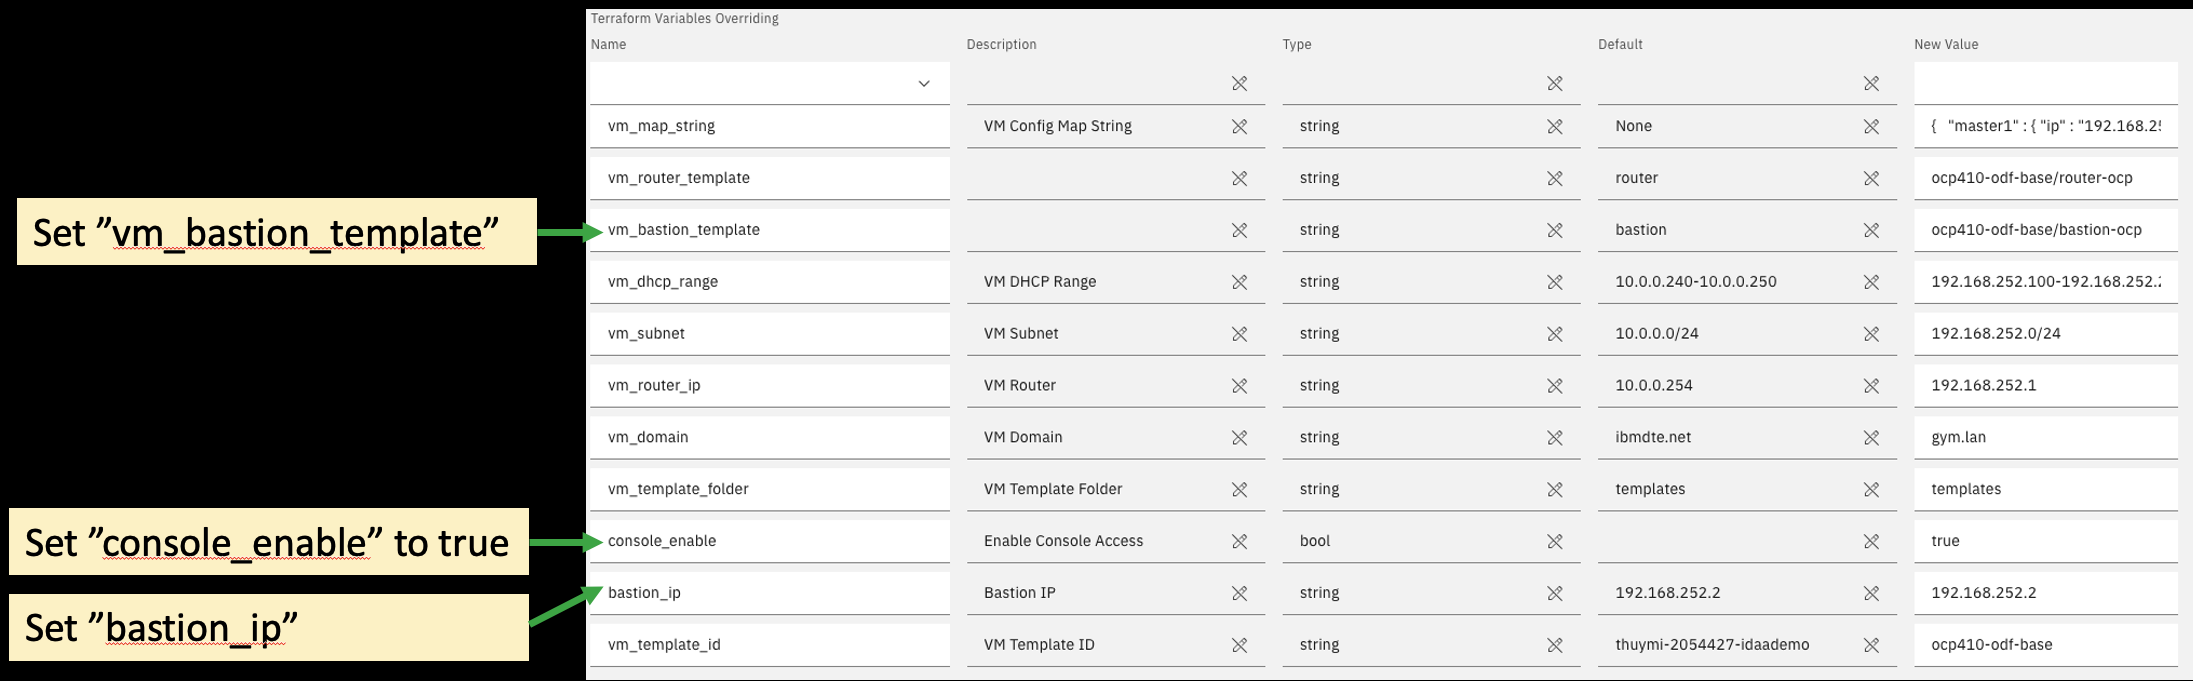 Terraform Variables Overriding
Name Description Type Default New Value
vm_map_string VM Config Map String string None { "master1" : { "ip" : "192.168.25
vm_router_template string router ocp410-odf-base/router-ocp
Set ”vm_bastion_template”
vm_bastion_template string bastion ocp410-odf-base/bastion-ocp
vm_dhcp_range VM DHCP Range string 10.0.0.240-10.0.0.250 192.168.252.100-192.168.252.
vm_subnet VM Subnet string 10.0.0.0/24 192.168.252.0/24
vm_router_ip VM Router string 10.0.0.254 192.168.252.1
vm_domain VM Domain string ibmdte.net gym.lan
vm_template_folder VM Template Folder string templates templates
Set ”console_enable” to true
console_enable Enable Console Access bool true
bastion_ip Bastion IP string 192.168.252.2 192.168.252.2
Set ”bastion_ip”
vm_template_id VM Template ID string thuymi-2054427-idaademo ocp410-odf-base